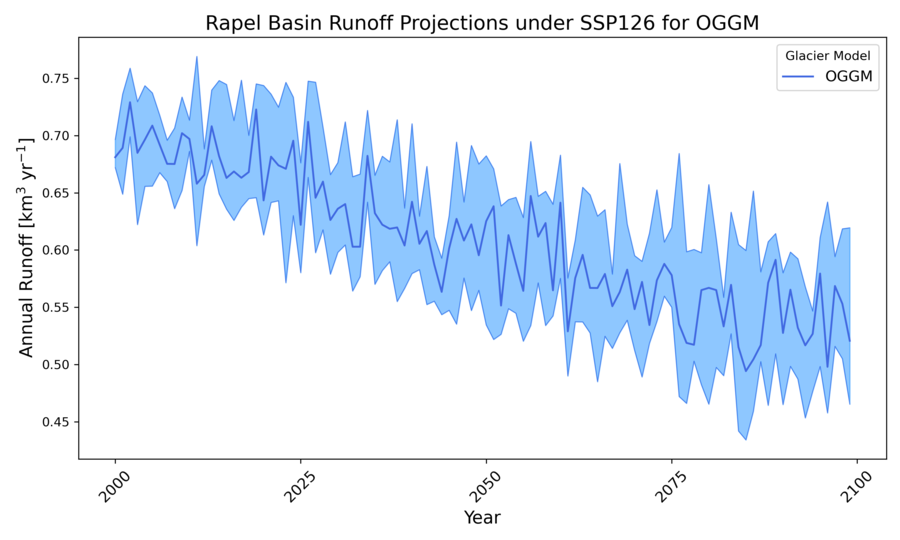 Rapel Basin Runoff Projections under SSP126 for OGGM
Glacier Model
OGGM
Annual Runoff [km³ yr⁻¹]
0.75
0.70
0.65
0.60
0.55
0.50
0.45
2000
2025
2050
2075
2100
Year